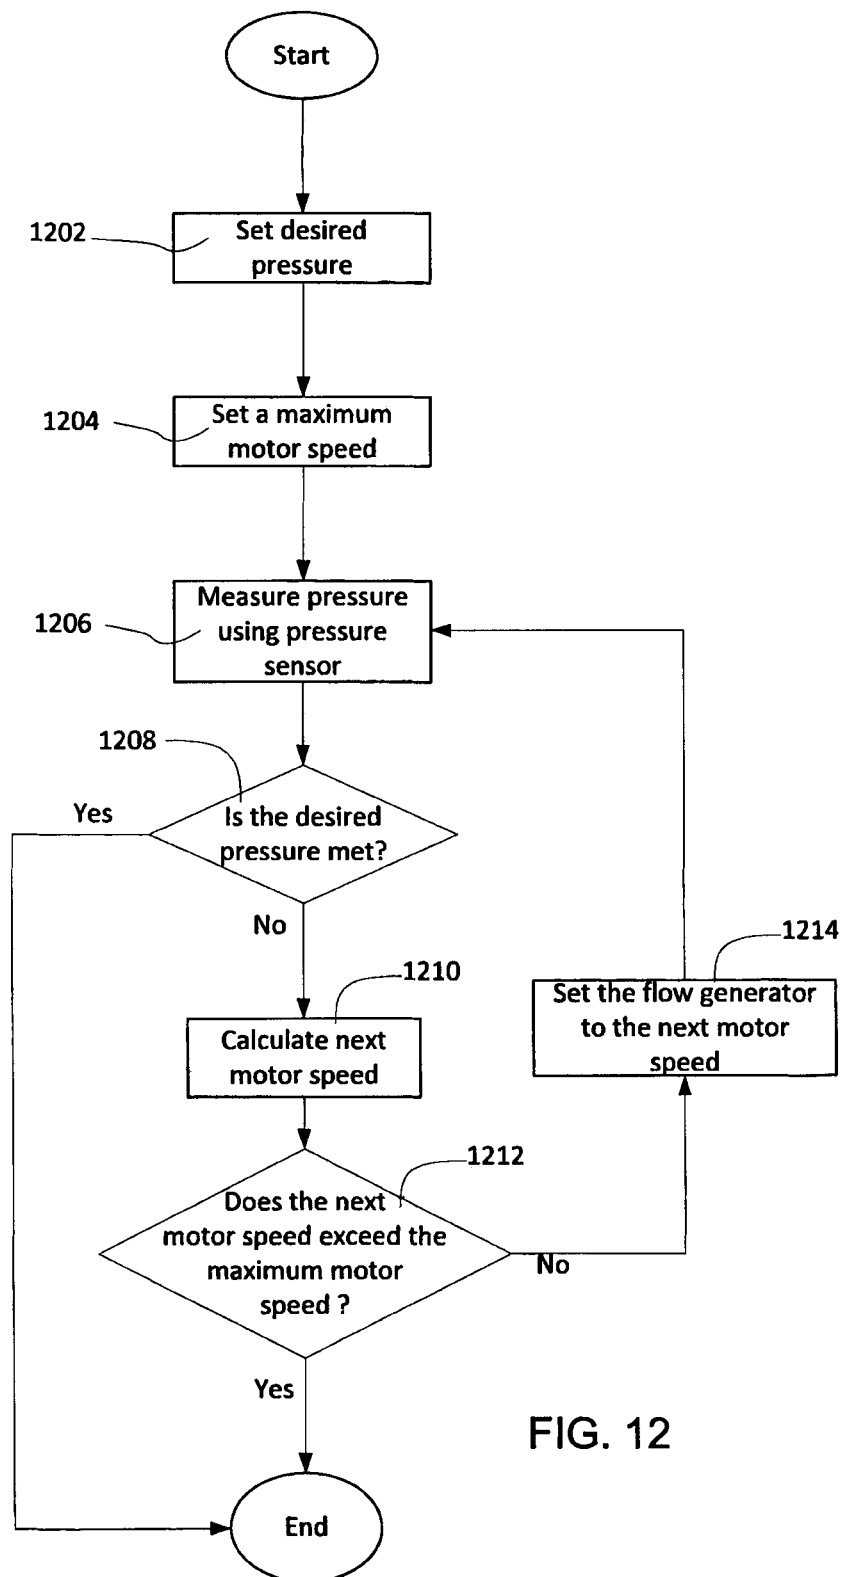 Start
1202
Set desired
pressure
1204
Set a maximum
motor speed
1206
Measure pressure
using pressure
sensor
1208
Yes
Is the desired
pressure met?
No
1210
Calculate next
motor speed
1214
Set the flow generator
to the next motor
speed
1212
Does the next
motor speed exceed the
maximum motor
speed ?
No
Yes
FIG. 12
End